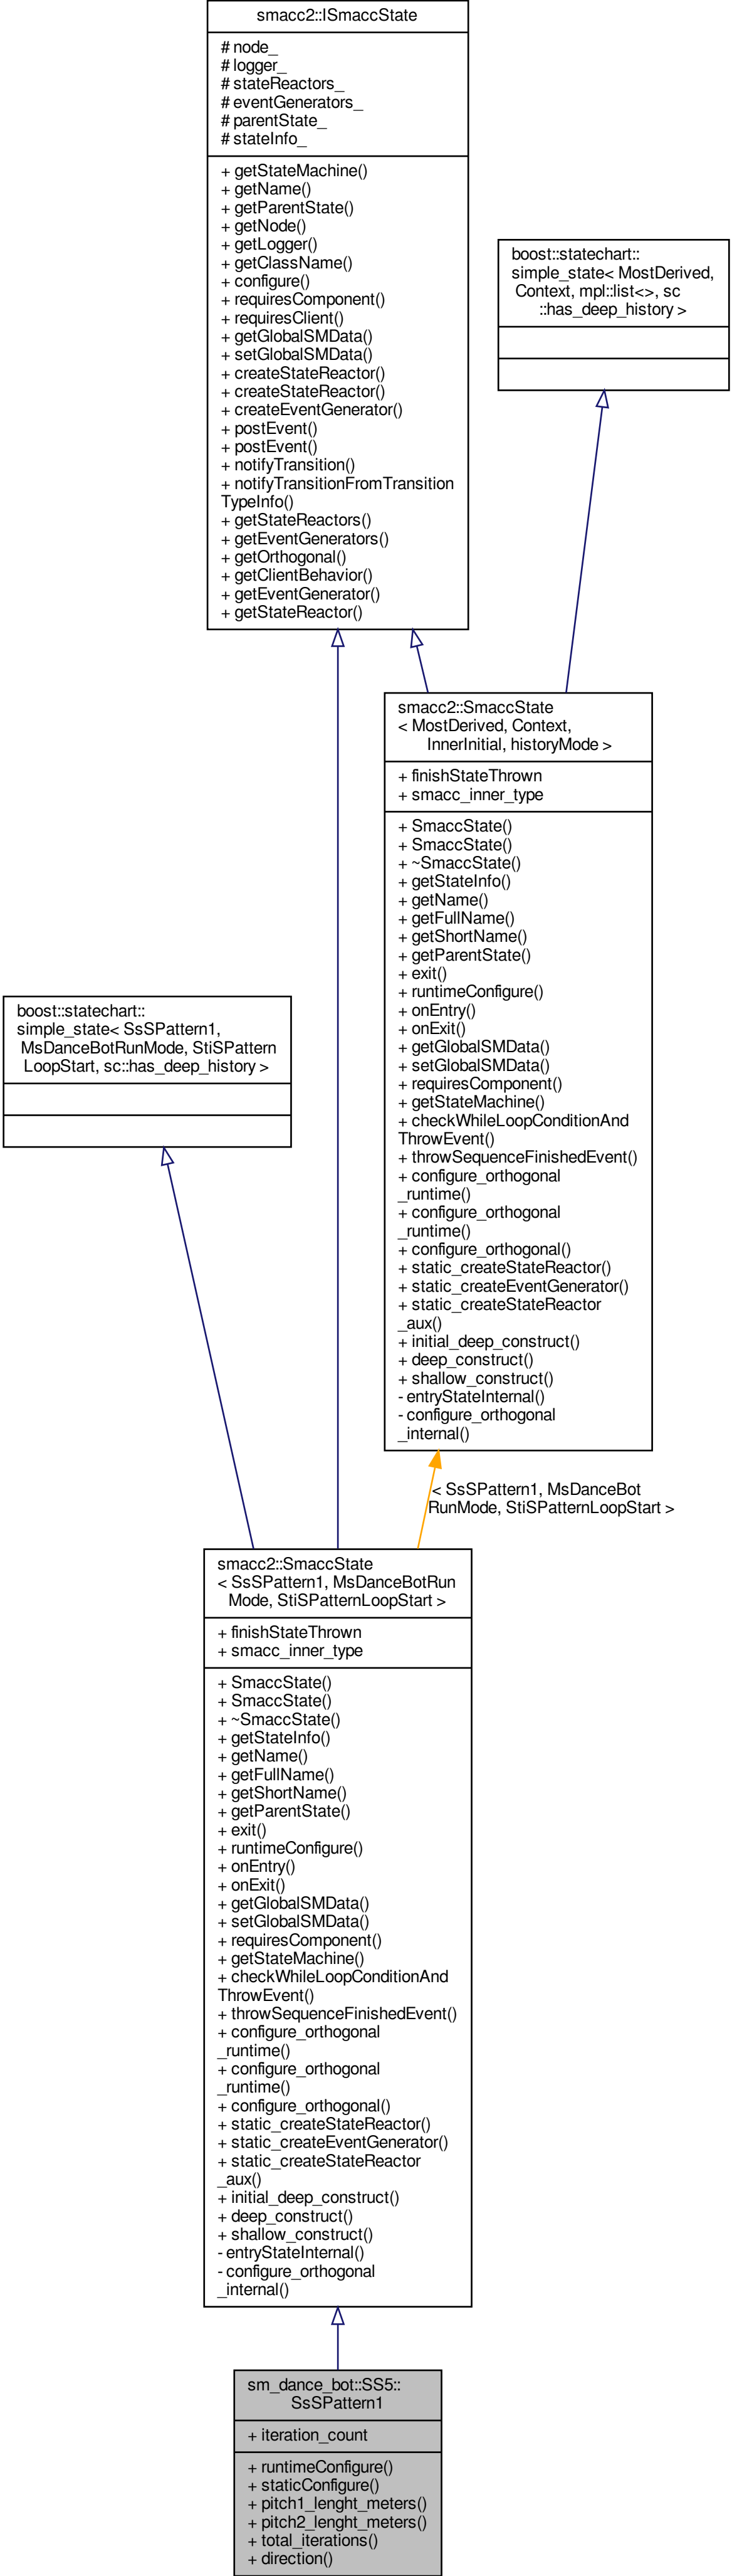 smacc2::ISmaccState
# node_
# logger_
# stateReactors_
# eventGenerators_
# parentState_
# stateInfo_
+ getStateMachine()
+ getName()
+ getParentState()
+ getNode()
+ getLogger()
+ getClassName()
+ configure()
+ requiresComponent()
+ requiresClient()
+ getGlobalSMData()
+ setGlobalSMData()
+ createStateReactor()
+ createStateReactor()
+ createEventGenerator()
+ postEvent()
+ postEvent()
+ notifyTransition()
+ notifyTransitionFromTransition
TypeInfo()
+ getStateReactors()
+ getEventGenerators()
+ getOrthogonal()
+ getClientBehavior()
+ getEventGenerator()
+ getStateReactor()
boost::statechart::
simple_state< MostDerived,
Context, mpl::list<>, sc
::has_deep_history >
smacc2::SmaccState
< MostDerived, Context,
InnerInitial, historyMode >
+ finishStateThrown
+ smacc_inner_type
+ SmaccState()
+ SmaccState()
+ ~SmaccState()
+ getStateInfo()
+ getName()
+ getFullName()
+ getShortName()
+ getParentState()
+ exit()
+ runtimeConfigure()
+ onEntry()
+ onExit()
+ getGlobalSMData()
+ setGlobalSMData()
+ requiresComponent()
+ getStateMachine()
+ checkWhileLoopConditionAnd
ThrowEvent()
+ throwSequenceFinishedEvent()
+ configure_orthogonal
_runtime()
+ configure_orthogonal
_runtime()
+ configure_orthogonal()
+ static_createStateReactor()
+ static_createEventGenerator()
+ static_createStateReactor
_aux()
+ initial_deep_construct()
+ deep_construct()
+ shallow_construct()
- entryStateInternal()
- configure_orthogonal
_internal()
boost::statechart::
simple_state< SsSPattern1,
MsDanceBotRunMode, StiSPattern
LoopStart, sc::has_deep_history >
< SsSPattern1, MsDanceBot
RunMode, StiSPatternLoopStart >
smacc2::SmaccState
< SsSPattern1, MsDanceBotRun
Mode, StiSPatternLoopStart >
+ finishStateThrown
+ smacc_inner_type
+ SmaccState()
+ SmaccState()
+ ~SmaccState()
+ getStateInfo()
+ getName()
+ getFullName()
+ getShortName()
+ getParentState()
+ exit()
+ runtimeConfigure()
+ onEntry()
+ onExit()
+ getGlobalSMData()
+ setGlobalSMData()
+ requiresComponent()
+ getStateMachine()
+ checkWhileLoopConditionAnd
ThrowEvent()
+ throwSequenceFinishedEvent()
+ configure_orthogonal
_runtime()
+ configure_orthogonal
_runtime()
+ configure_orthogonal()
+ static_createStateReactor()
+ static_createEventGenerator()
+ static_createStateReactor
_aux()
+ initial_deep_construct()
+ deep_construct()
+ shallow_construct()
- entryStateInternal()
- configure_orthogonal
_internal()
sm_dance_bot::SS5::
SsSPattern1
+ iteration_count
+ runtimeConfigure()
+ staticConfigure()
+ pitch1_lenght_meters()
+ pitch2_lenght_meters()
+ total_iterations()
+ direction()